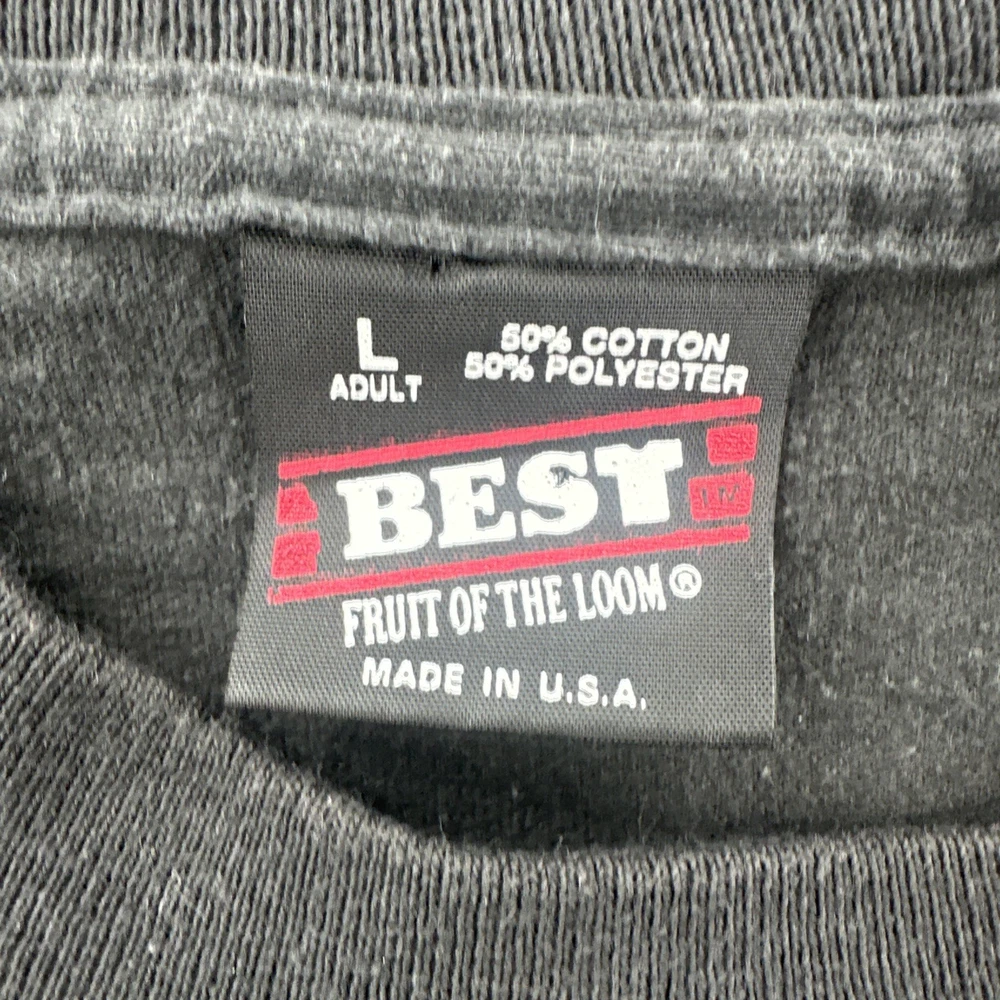 L
ADULT
50% COTTON
50% POLYESTER
BEST
FRUIT OF THE LOOM®
MADE IN U.S.A.